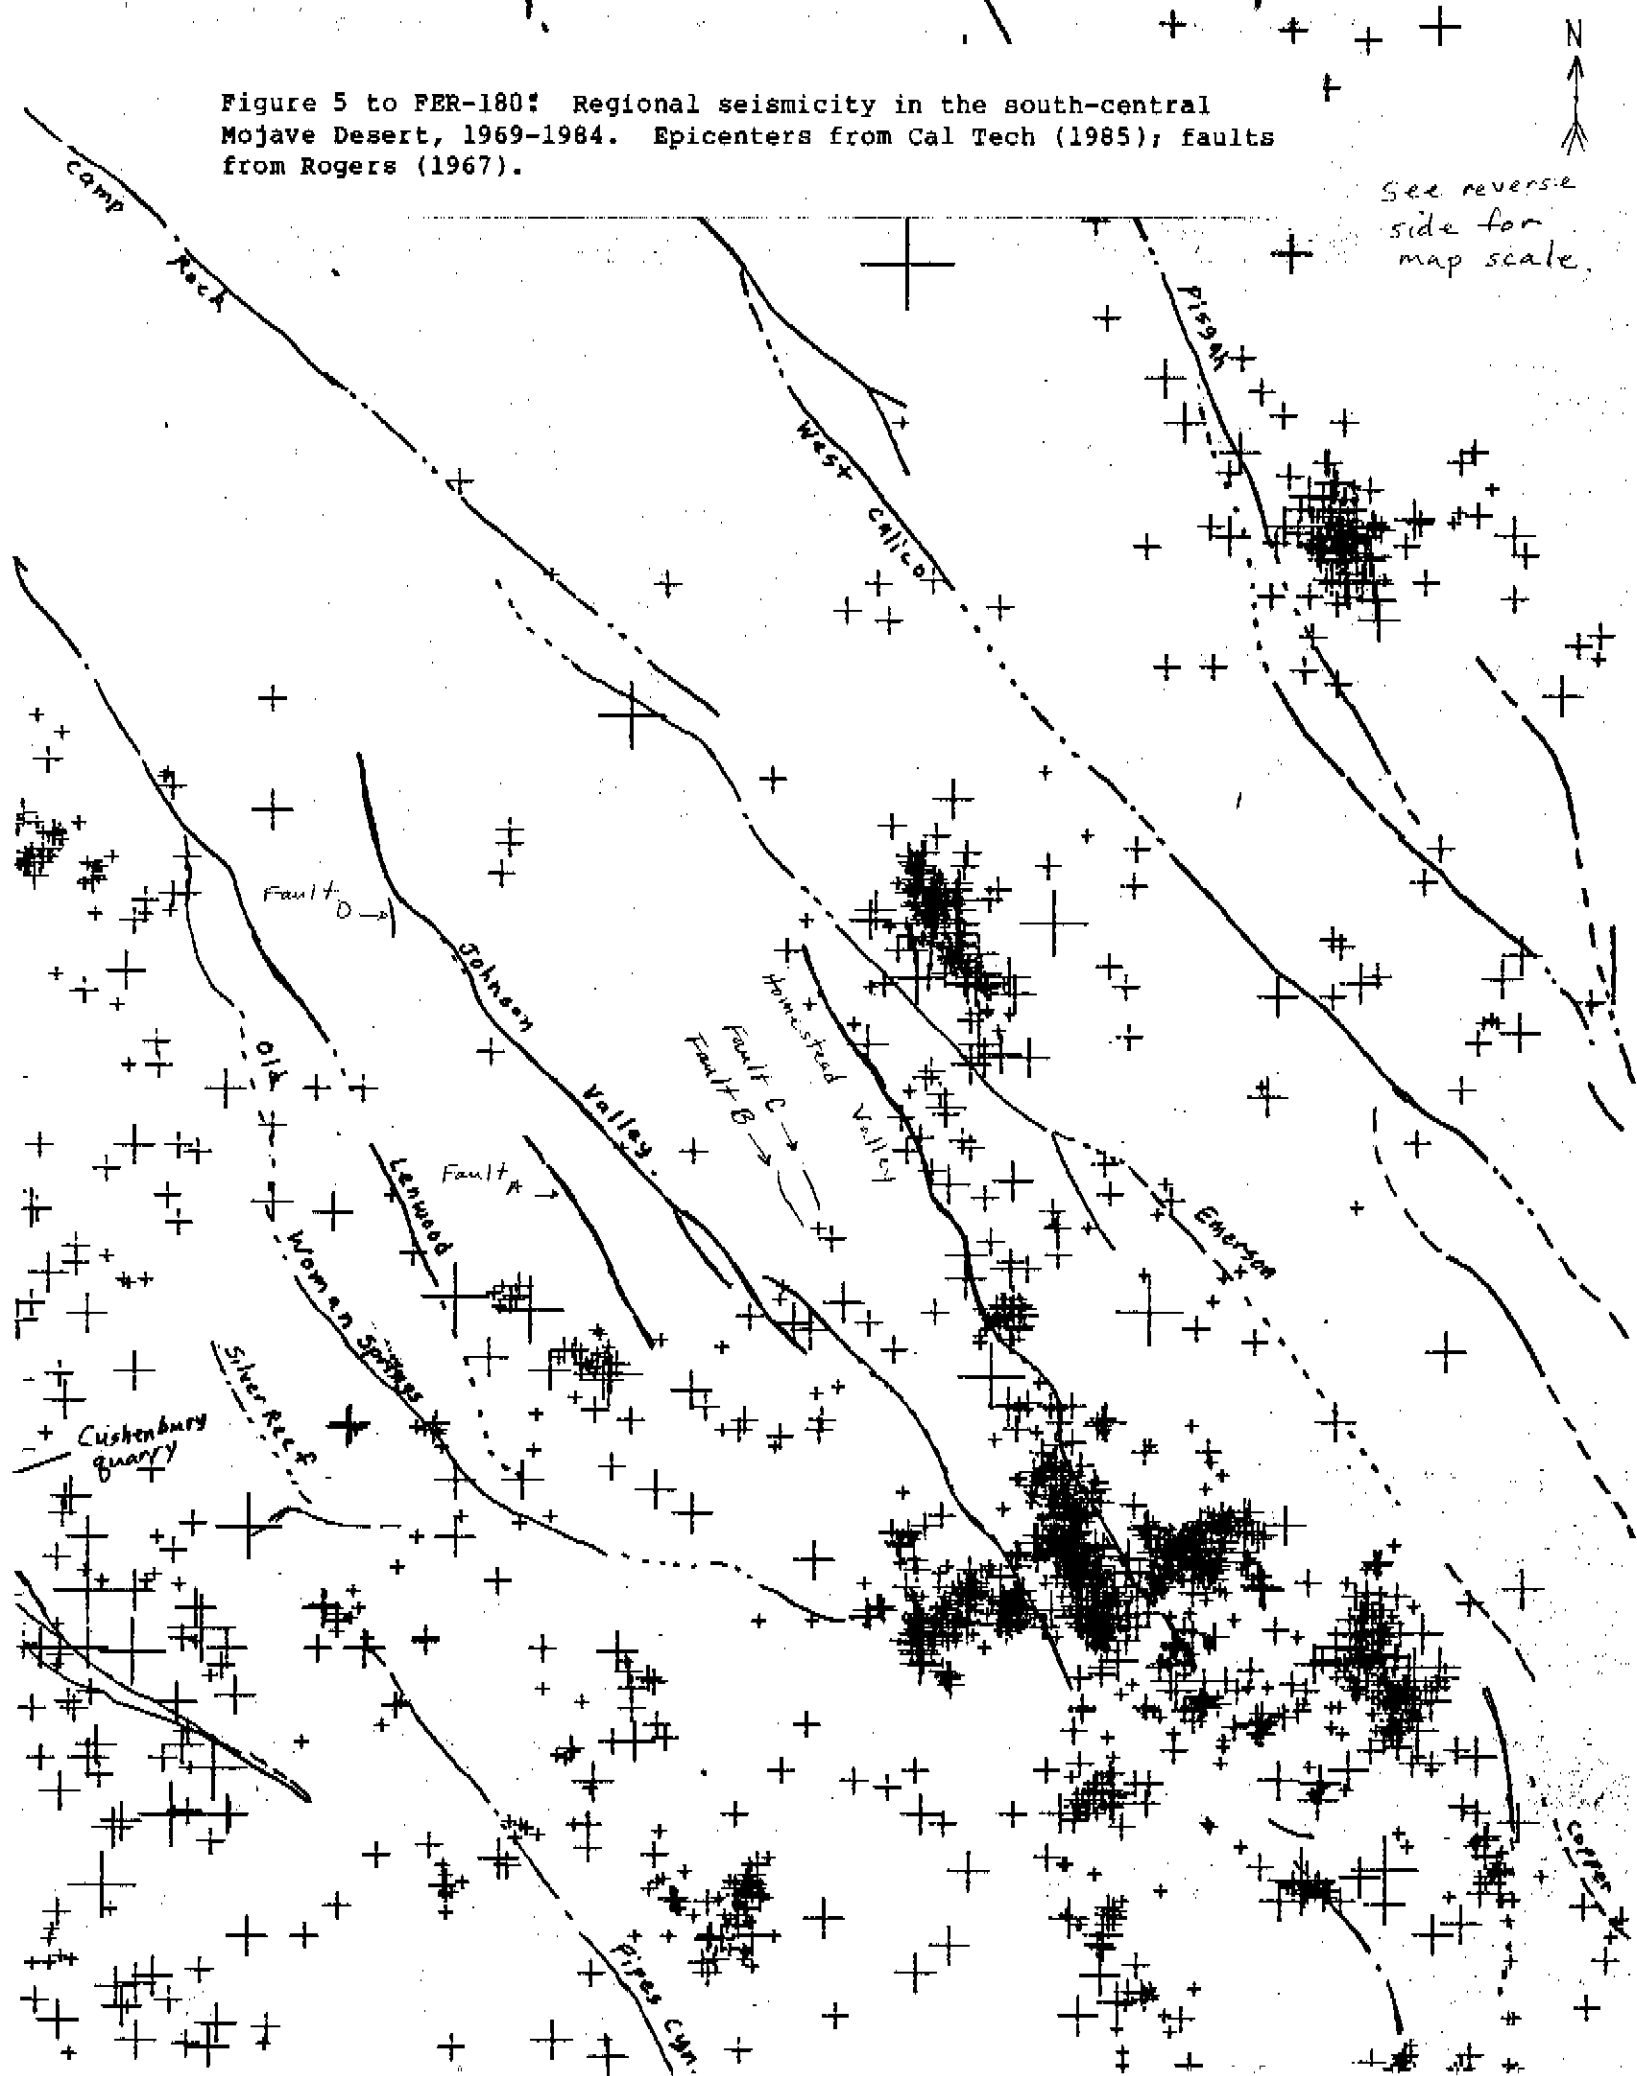 Figure 5 to FER-180: Regional seismicity in the south-central
Mojave Desert, 1969-1984. Epicenters from Cal Tech (1985); faults
from Rogers (1967).
N
See reverse
side for
map scale.
Camp
Rock
Pisgah
West
Calico
Fault
D
Johnson
Valley
Homestead
Valley
Fault C
Fault B
Old
Woman
Springs
Lenwood
Fault A
Emerson
Silver Reef
Cushenbury
quarry
Copper
Pipes
Cyn.